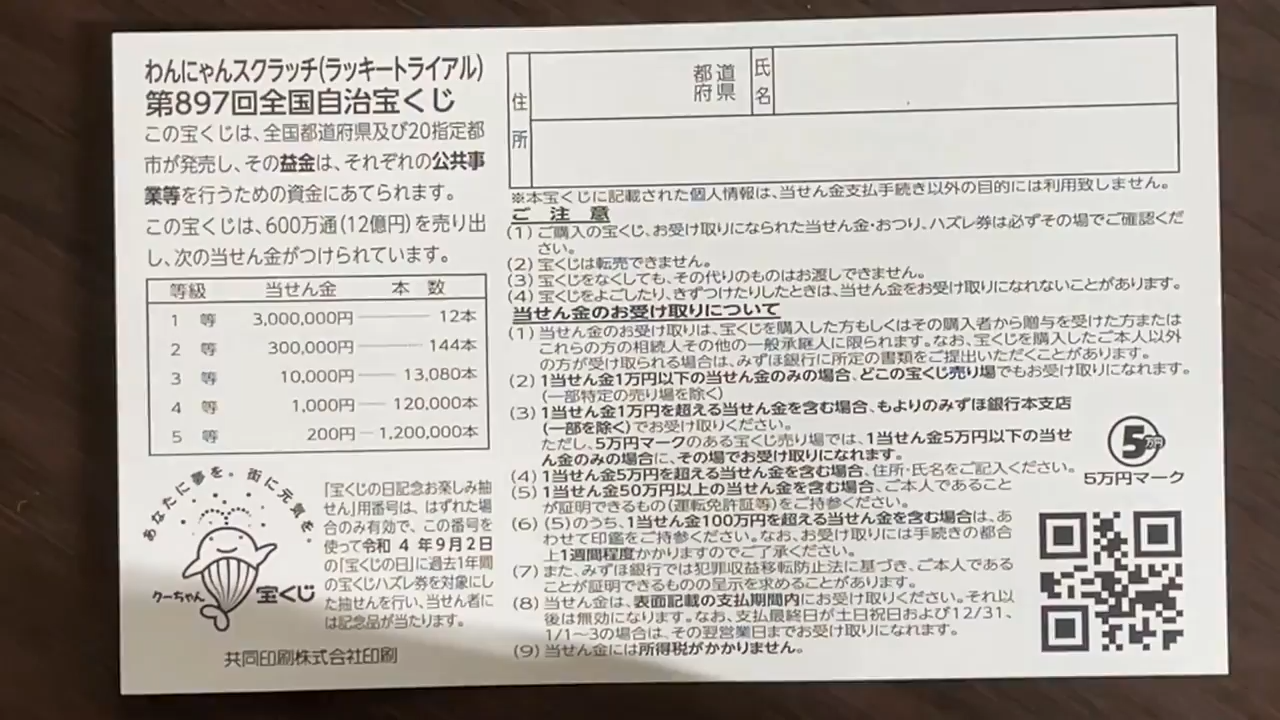 わんにゃんスクラッチ(ラッキートライアル)
第897回全国自治宝くじ
この宝くじは、全国都道府県及び20指定都
市が発売し、その益金は、それぞれの公共事
業等を行うための資金にあてられます。
この宝くじは、600万通(12億円)を売り出
し、次の当せん金がつけられています。
等級 当せん金 本 数
1 等 3,000,000円 12本
2 等 300,000円 144本
3 等 10,000円 13,080本
4 等 1,000円 120,000本
5 等 200円 1,200,000本
あなたに夢を。街に元気を。
クーちゃん 宝くじ
「宝くじの日記念お楽しみ抽
せん」用番号は、はずれた場
合のみ有効で、この番号を
使って令和 4 年9月2日
の「宝くじの日」に過去1年間
の宝くじハズレ券を対象にし
た抽せんを行い、当せん者に
は記念品が当たります。
共同印刷株式会社印刷
住所
都道府県
氏名
※本宝くじに記載された個人情報は、当せん金支払手続き以外の目的には利用致しません。
ご 注 意
(1) ご購入の宝くじ、お受け取りになられた当せん金・おつり、ハズレ券は必ずその場でご確認くだ
さい。
(2) 宝くじは転売できません。
(3) 宝くじをなくしても、その代りのものはお渡しできません。
(4) 宝くじをよごしたり、きずつけたりしたときは、当せん金をお受け取りになれないことがあります。
当せん金のお受け取りについて
(1) 当せん金のお受け取りは、宝くじを購入した方もしくはその購入者から贈与を受けた方または
これらの方の相続人その他の一般承継人に限られます。なお、宝くじを購入したご本人以外
の方が受け取られる場合は、みずほ銀行に所定の書類をご提出いただくことがあります。
(2) 1当せん金1万円以下の当せん金のみの場合、どこの宝くじ売り場でもお受け取りになれます。
(一部特定の売り場を除く)
(3) 1当せん金1万円を超える当せん金を含む場合、もよりのみずほ銀行本支店
(一部を除く)でお受け取りください。
ただし、5万円マークのある宝くじ売り場では、1当せん金5万円以下の当せ
ん金のみの場合に、その場でお受け取りになれます。
(4) 1当せん金5万円を超える当せん金を含む場合、住所・氏名をご記入ください。
(5) 1当せん金50万円以上の当せん金を含む場合、ご本人であること
が証明できるもの(運転免許証等)をご持参ください。
(6) (5)のうち、1当せん金100万円を超える当せん金を含む場合は、あ
わせて印鑑をご持参ください。なお、お受け取りには手続きの都合
上1週間程度かかりますのでご了承ください。
(7) また、みずほ銀行では犯罪収益移転防止法に基づき、ご本人である
ことが証明できるものの呈示を求めることがあります。
(8) 当せん金は、表面記載の支払期間内にお受け取りください。それ以
後は無効になります。なお、支払最終日が土日祝日および12/31、
1/1～3の場合は、その翌営業日までお受け取りになれます。
(9) 当せん金には所得税がかかりません。
5万円
5万円マーク